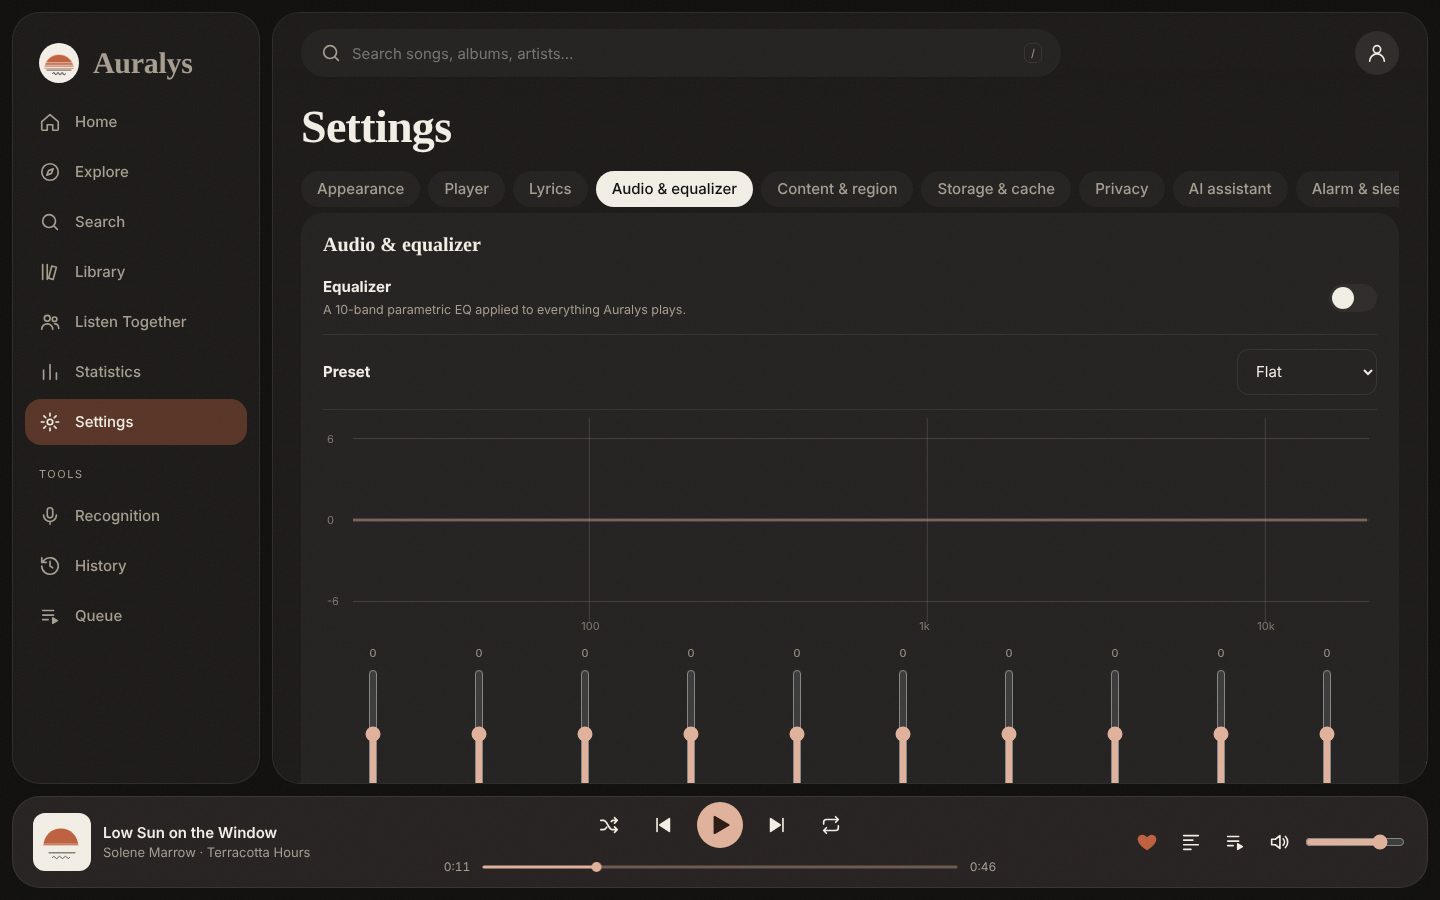 Auralys
Home
Explore
Search
Library
Listen Together
Statistics
Settings
TOOLS
Recognition
History
Queue
Search songs, albums, artists...
/
Settings
Appearance
Player
Lyrics
Audio & equalizer
Content & region
Storage & cache
Privacy
AI assistant
Alarm & slee
Audio & equalizer
Equalizer
A 10-band parametric EQ applied to everything Auralys plays.
Preset
Flat
6
0
-6
100
1k
10k
0 0 0 0 0 0 0 0 0 0
Low Sun on the Window
Solene Marrow · Terracotta Hours
0:11
0:46